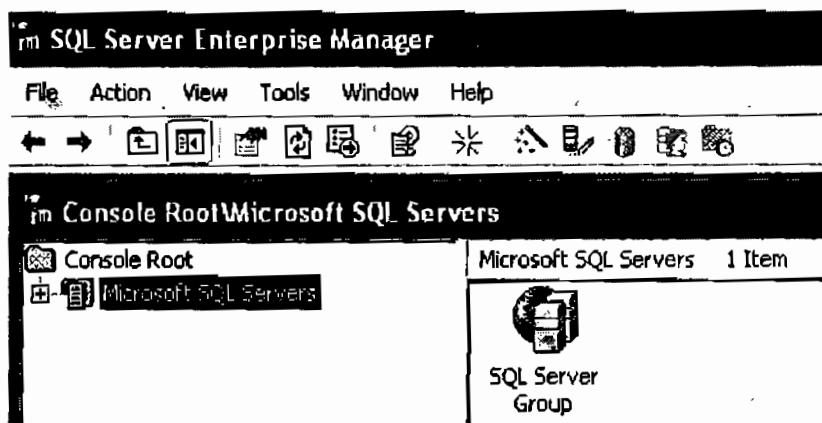 SQL Server Enterprise Manager
File Action View Tools Window Help
Console Root\Microsoft SQL Servers
Console Root
Microsoft SQL Servers
Microsoft SQL Servers 1 Item
SQL Server
Group